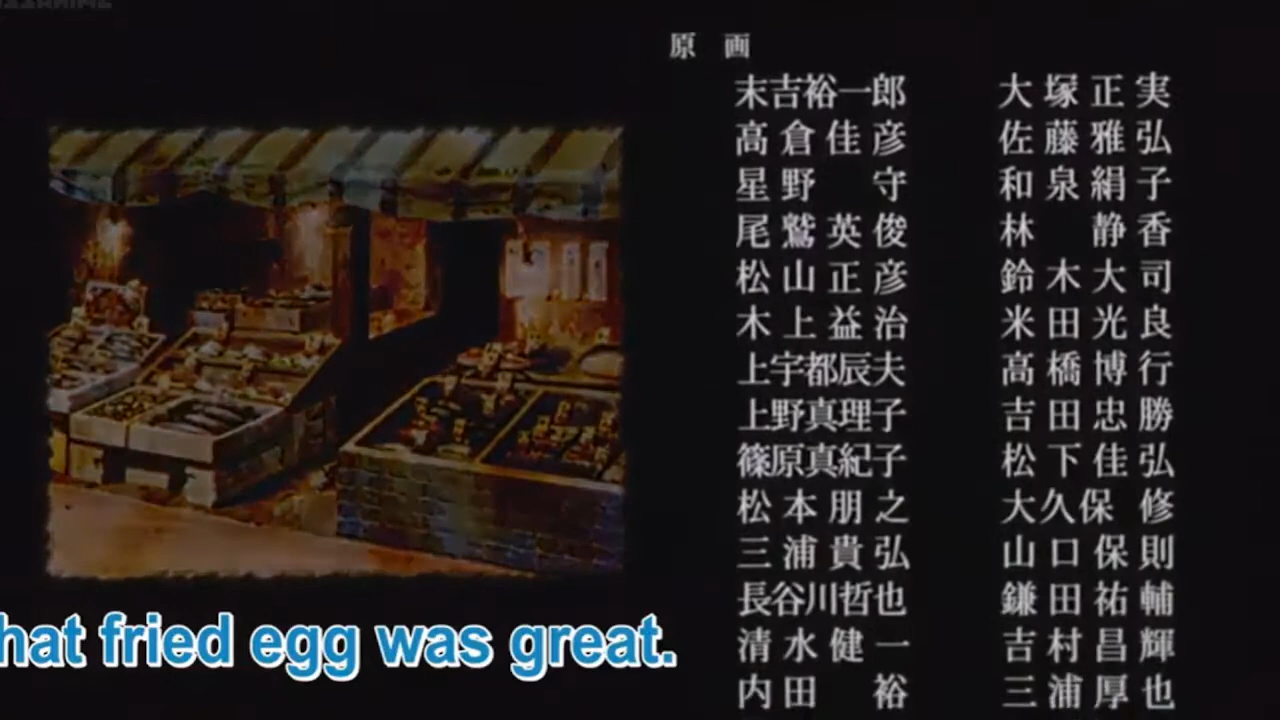 原 画
末吉裕一郎 大塚正実
高倉佳彦 佐藤雅弘
星野 守 和泉絹子
尾鷲英俊 林 静香
松山正彦 鈴木大司
木上益治 米田光良
上宇都辰夫 高橋博行
上野真理子 吉田忠勝
篠原真紀子 松下佳弘
松本朋之 大久保 修
三浦貴弘 山口保則
長谷川哲也 鎌田祐輔
清水健一 吉村昌輝
内田 裕 三浦厚也
hat fried egg was great.